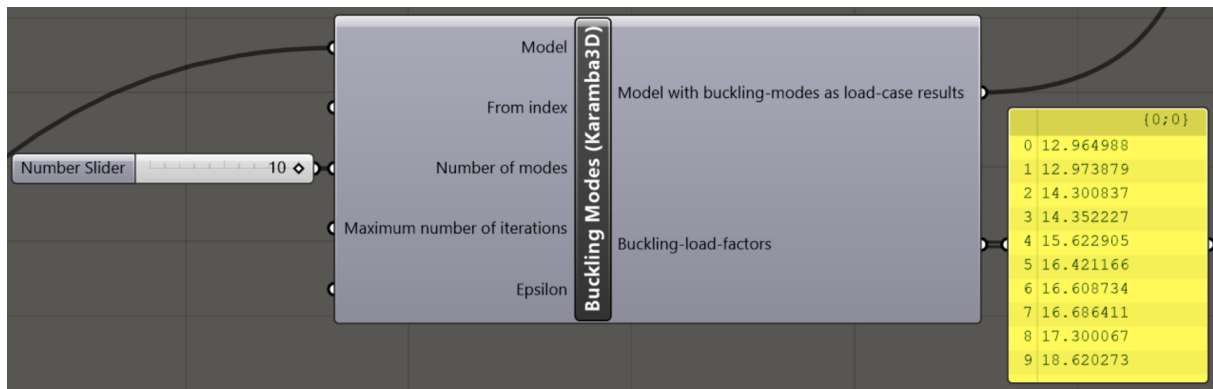 Model
From index
Number of modes
Maximum number of iterations
Epsilon
Buckling Modes (Karamba3D)
Model with buckling-modes as load-case results
Buckling-load-factors
Number Slider 10
{0;0}
0 12.964988
1 12.973879
2 14.300837
3 14.352227
4 15.622905
5 16.421166
6 16.608734
7 16.686411
8 17.300067
9 18.620273